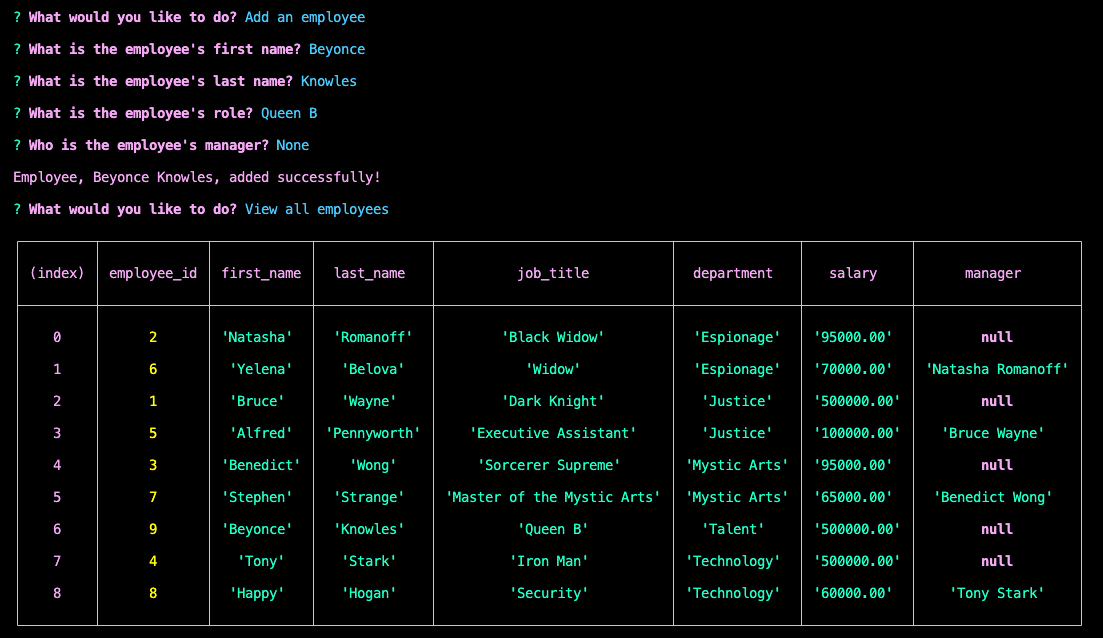 ? What would you like to do? Add an employee
? What is the employee's first name? Beyonce
? What is the employee's last name? Knowles
? What is the employee's role? Queen B
? Who is the employee's manager? None
Employee, Beyonce Knowles, added successfully!
? What would you like to do? View all employees
(index) employee_id first_name last_name job_title department salary manager
0 2 'Natasha' 'Romanoff' 'Black Widow' 'Espionage' '95000.00' null
1 6 'Yelena' 'Belova' 'Widow' 'Espionage' '70000.00' 'Natasha Romanoff'
2 1 'Bruce' 'Wayne' 'Dark Knight' 'Justice' '500000.00' null
3 5 'Alfred' 'Pennyworth' 'Executive Assistant' 'Justice' '100000.00' 'Bruce Wayne'
4 3 'Benedict' 'Wong' 'Sorcerer Supreme' 'Mystic Arts' '95000.00' null
5 7 'Stephen' 'Strange' 'Master of the Mystic Arts' 'Mystic Arts' '65000.00' 'Benedict Wong'
6 9 'Beyonce' 'Knowles' 'Queen B' 'Talent' '500000.00' null
7 4 'Tony' 'Stark' 'Iron Man' 'Technology' '500000.00' null
8 8 'Happy' 'Hogan' 'Security' 'Technology' '60000.00' 'Tony Stark'